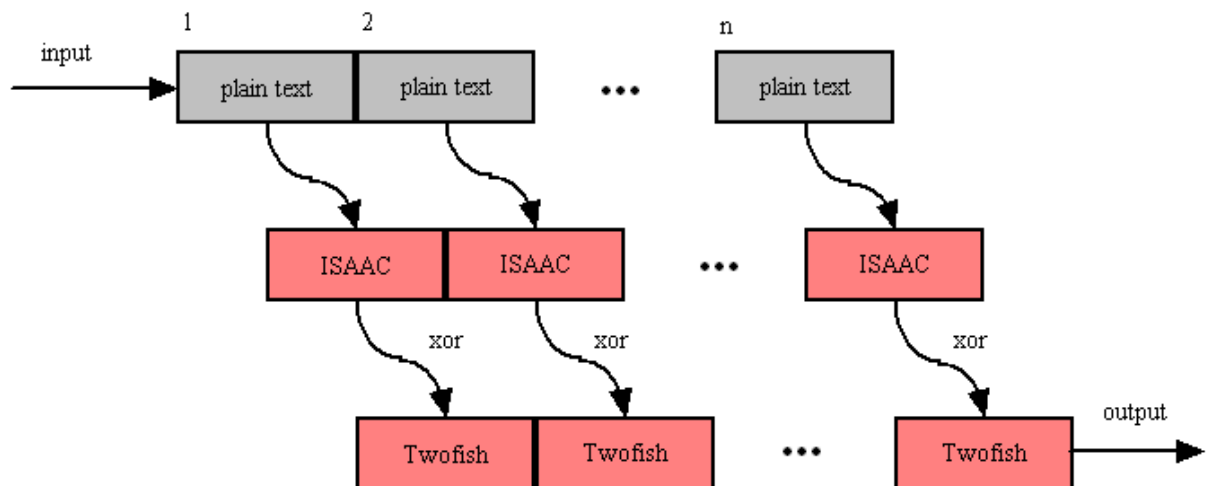 1 2 n
input
plain text plain text ••• plain text
ISAAC ISAAC ••• ISAAC
xor xor xor
output
Twofish Twofish ••• Twofish